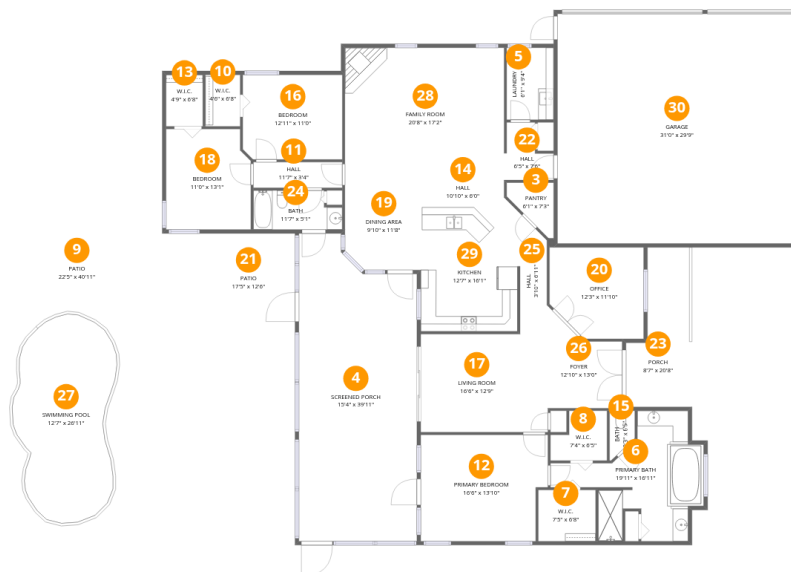 13
W.I.C.
4'9" x 6'8"
10
W.I.C.
4'6" x 6'8"
16
BEDROOM
12'11" x 11'0"
28
FAMILY ROOM
20'8" x 17'2"
5
LAUNDRY
6'1" x 9'4"
30
GARAGE
31'0" x 29'9"
22
HALL
6'5" x 7'6"
18
BEDROOM
11'0" x 13'1"
11
HALL
11'7" x 3'4"
14
HALL
10'10" x 6'0"
3
PANTRY
6'1" x 7'3"
24
BATH
11'7" x 5'1"
19
DINING AREA
9'10" x 11'8"
9
PATIO
22'5" x 40'11"
21
PATIO
17'5" x 12'6"
29
KITCHEN
12'7" x 16'1"
25
HALL
3'10" x 6'11"
20
OFFICE
12'3" x 11'10"
4
SCREENED PORCH
15'4" x 39'11"
17
LIVING ROOM
16'6" x 12'9"
26
FOYER
12'10" x 13'0"
23
PORCH
8'7" x 20'8"
27
SWIMMING POOL
12'7" x 26'11"
8
W.I.C.
7'4" x 6'5"
15
BATH
6
PRIMARY BATH
19'11" x 16'11"
12
PRIMARY BEDROOM
16'6" x 13'10"
7
W.I.C.
7'5" x 6'8"